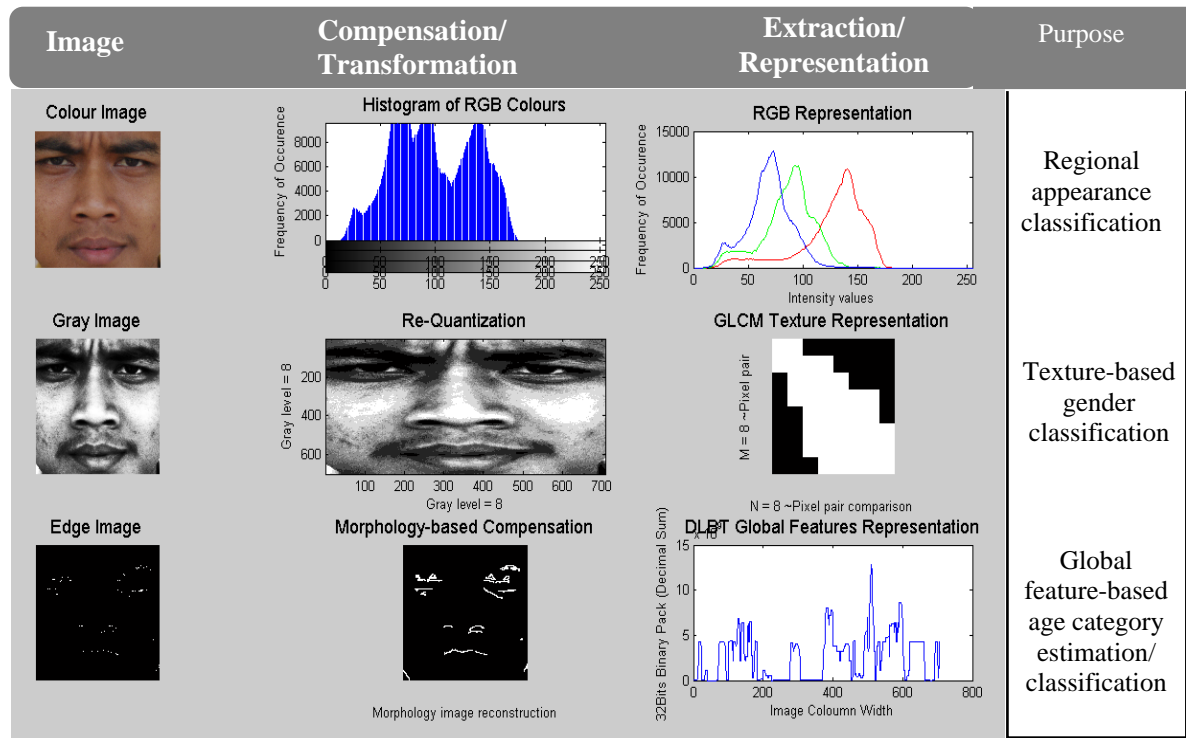 Image
Compensation/
Transformation
Extraction/
Representation
Purpose
Colour Image
Histogram of RGB Colours
Frequency of Occurence
8000
6000
4000
2000
0
0 50 100 150 200 250
0 50 100 150 200 250
RGB Representation
Frequency of Occurence
15000
10000
5000
0
0 50 100 150 200 250
Intensity values
Regional
appearance
classification
Gray Image
Re-Quantization
Gray level = 8
200
400
600
100 200 300 400 500 600 700
Gray level = 8
GLCM Texture Representation
M = 8 ~Pixel pair
N = 8 ~Pixel pair comparison
Texture-based
gender
classification
Edge Image
Morphology-based Compensation
Morphology image reconstruction
DLBT Global Features Representation
32Bits Binary Pack (Decimal Sum)
15
10
5
0
0 200 400 600 800
Image Coloumn Width
Global
feature-based
age category
estimation/
classification